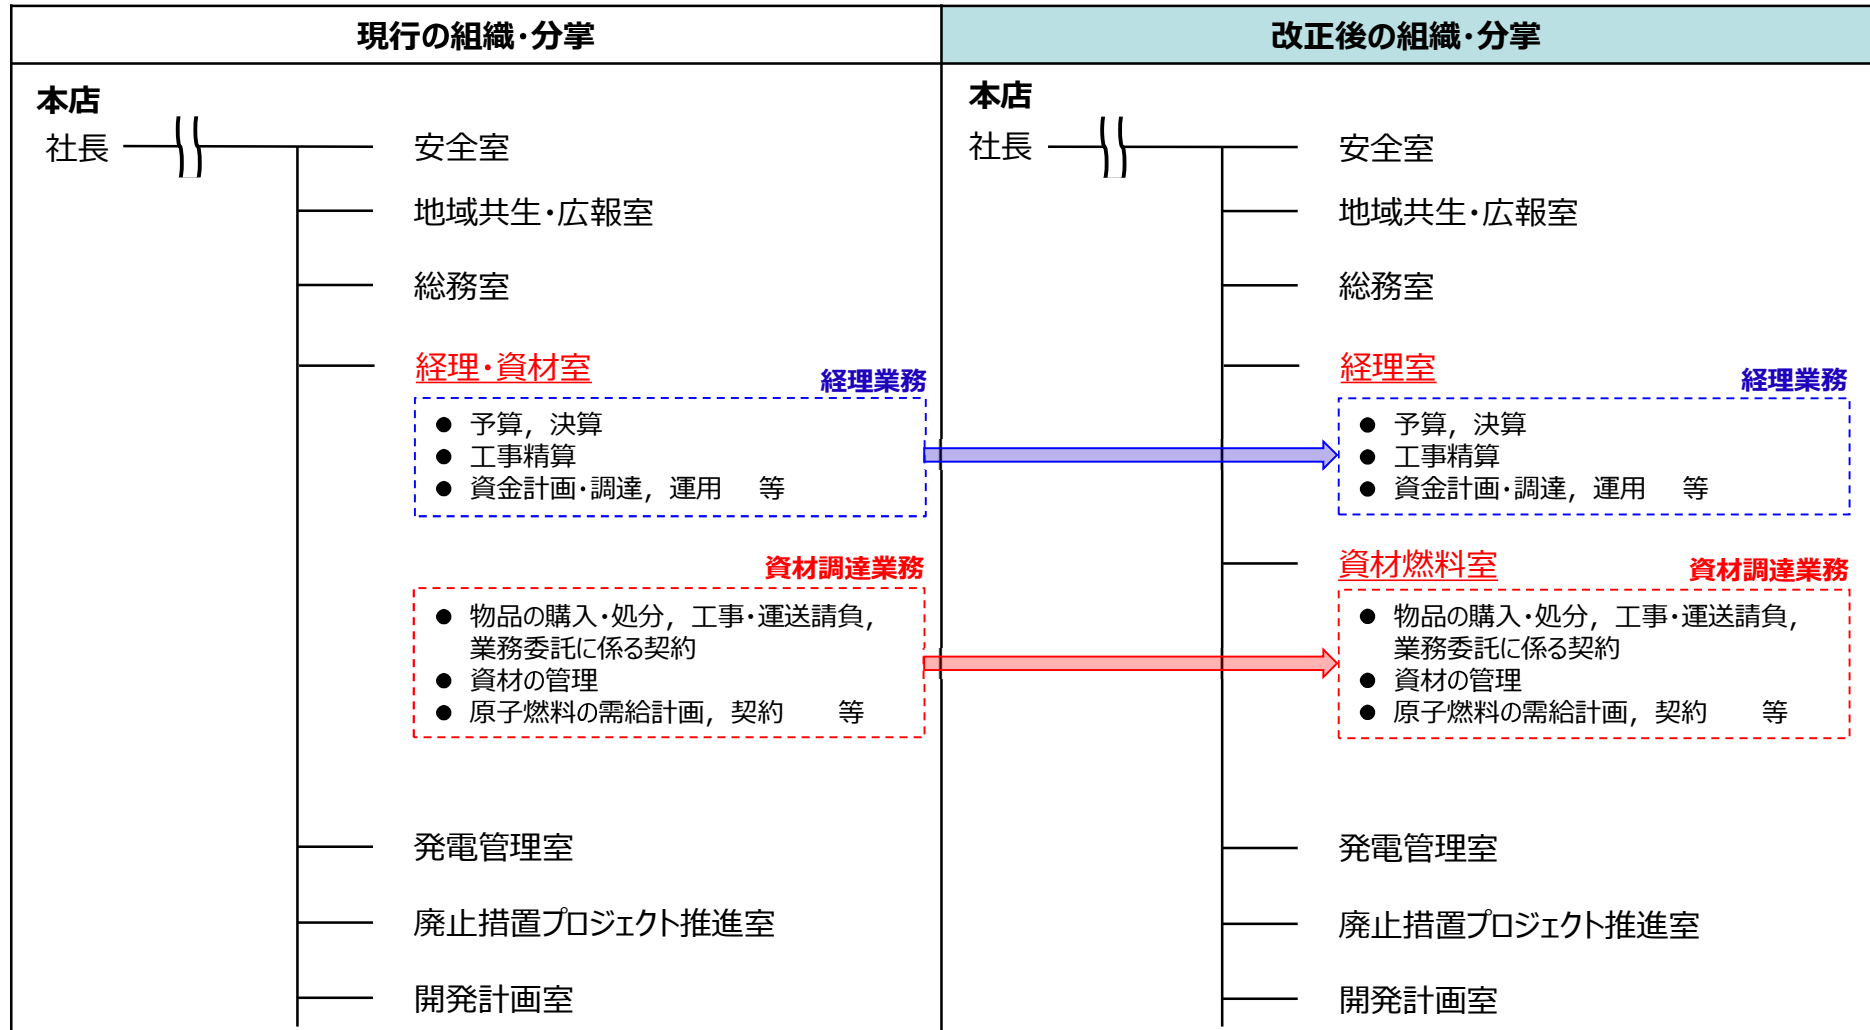 現行の組織・分掌
本店
社長
安全室
地域共生・広報室
総務室
経理・資材室
経理業務
● 予算，決算
● 工事精算
● 資金計画・調達，運用 等
資材調達業務
● 物品の購入・処分，工事・運送請負，
業務委託に係る契約
● 資材の管理
● 原子燃料の需給計画，契約 等
発電管理室
廃止措置プロジェクト推進室
開発計画室
改正後の組織・分掌
本店
社長
安全室
地域共生・広報室
総務室
経理室
経理業務
● 予算，決算
● 工事精算
● 資金計画・調達，運用 等
資材燃料室
資材調達業務
● 物品の購入・処分，工事・運送請負，
業務委託に係る契約
● 資材の管理
● 原子燃料の需給計画，契約 等
発電管理室
廃止措置プロジェクト推進室
開発計画室